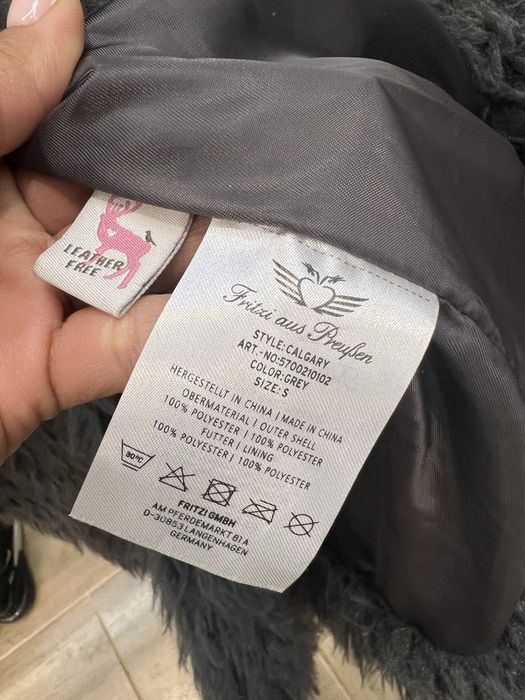 LEATHER
FREE
Fritzi aus Preußen
STYLE:CALGARY
ART.-NO:5700210102
COLOR:GREY
SIZE:S
HERGESTELLT IN CHINA | MADE IN CHINA
OBERMATERIAL | OUTER SHELL
100% POLYESTER | 100% POLYESTER
FUTTER | LINING
100% POLYESTER | 100% POLYESTER
30°C
FRITZI GMBH
AM PFERDEMARKT 61 A
D-30853 LANGENHAGEN
GERMANY